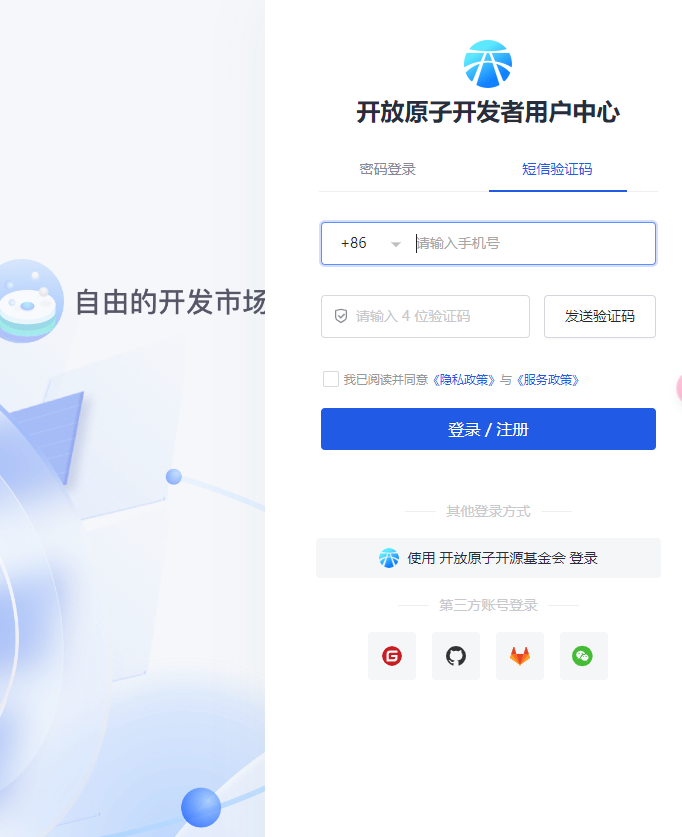 开放原子开发者用户中心
密码登录 短信验证码
+86 请输入手机号
请输入 4 位验证码 发送验证码
自由的开发市场
我已阅读并同意《隐私政策》与《服务政策》
登录 / 注册
其他登录方式
使用 开放原子开源基金会 登录
第三方账号登录